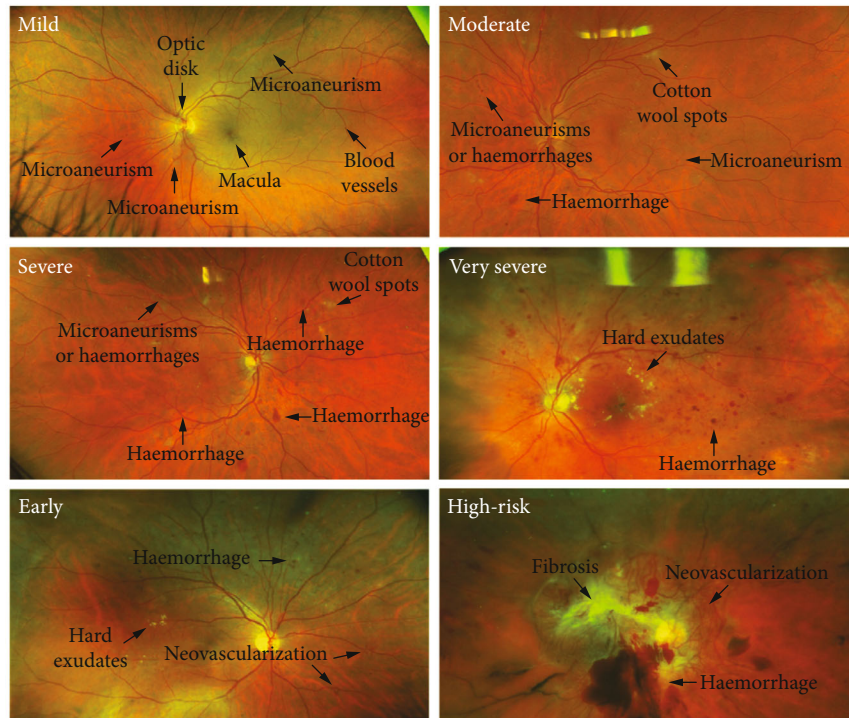 Mild
Optic
disk
Microaneurism
Microaneurism
Microaneurism
Macula
Blood
vessels
Moderate
Cotton
wool spots
Microaneurisms
or haemorrhages
Microaneurism
Haemorrhage
Severe
Cotton
wool spots
Microaneurisms
or haemorrhages
Haemorrhage
Haemorrhage
Haemorrhage
Very severe
Hard exudates
Haemorrhage
Early
Haemorrhage
Hard
exudates
Neovascularization
High-risk
Fibrosis
Neovascularization
Haemorrhage